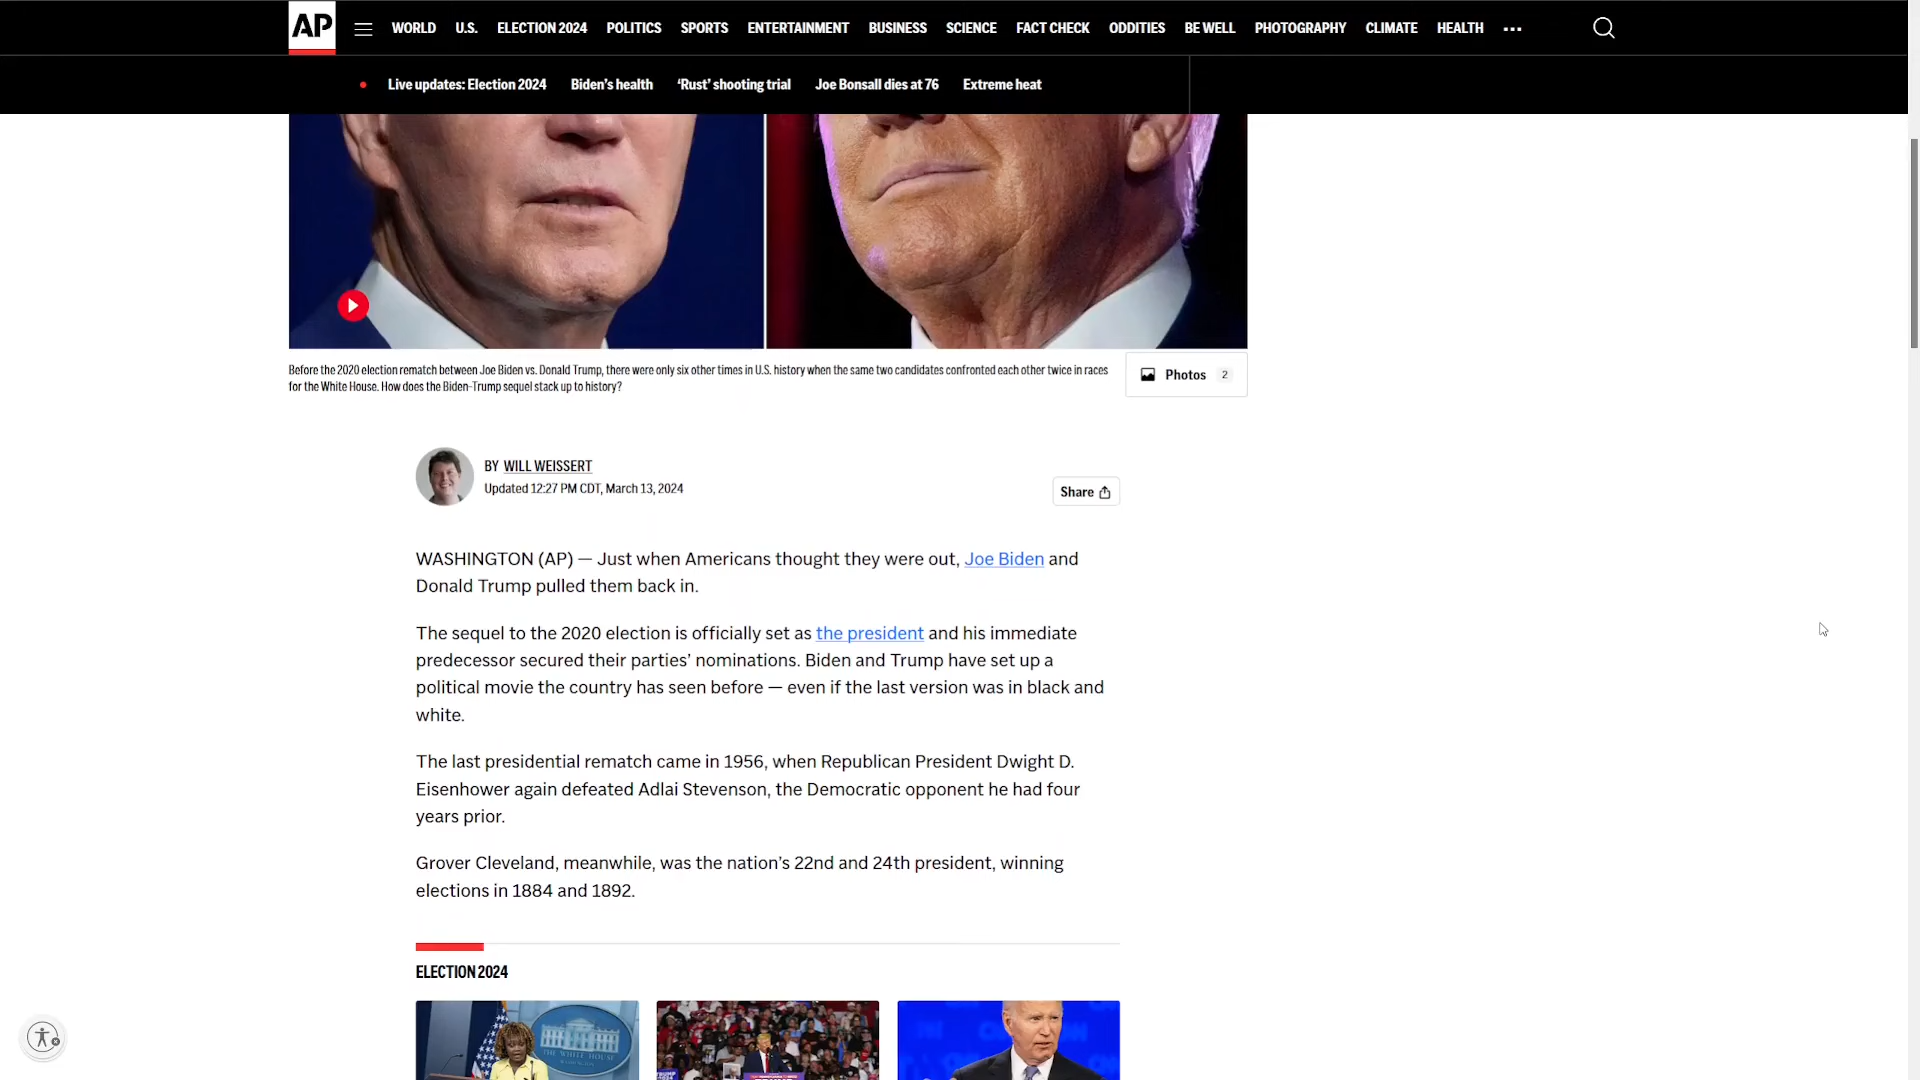 AP
WORLD U.S. ELECTION 2024 POLITICS SPORTS ENTERTAINMENT BUSINESS SCIENCE FACT CHECK ODDITIES BE WELL PHOTOGRAPHY CLIMATE HEALTH
Live updates: Election 2024 Biden's health ‘Rust’ shooting trial Joe Bonsall dies at 76 Extreme heat
Before the 2020 election rematch between Joe Biden vs. Donald Trump, there were only six other times in U.S. history when the same two candidates confronted each other twice in races
for the White House. How does the Biden-Trump sequel stack up to history?
Photos 2
BY WILL WEISSERT
Updated 12:27 PM CDT, March 13, 2024
Share
WASHINGTON (AP) — Just when Americans thought they were out, Joe Biden and
Donald Trump pulled them back in.
The sequel to the 2020 election is officially set as the president and his immediate
predecessor secured their parties’ nominations. Biden and Trump have set up a
political movie the country has seen before — even if the last version was in black and
white.
The last presidential rematch came in 1956, when Republican President Dwight D.
Eisenhower again defeated Adlai Stevenson, the Democratic opponent he had four
years prior.
Grover Cleveland, meanwhile, was the nation’s 22nd and 24th president, winning
elections in 1884 and 1892.
ELECTION 2024
THE WHITE HOUSE